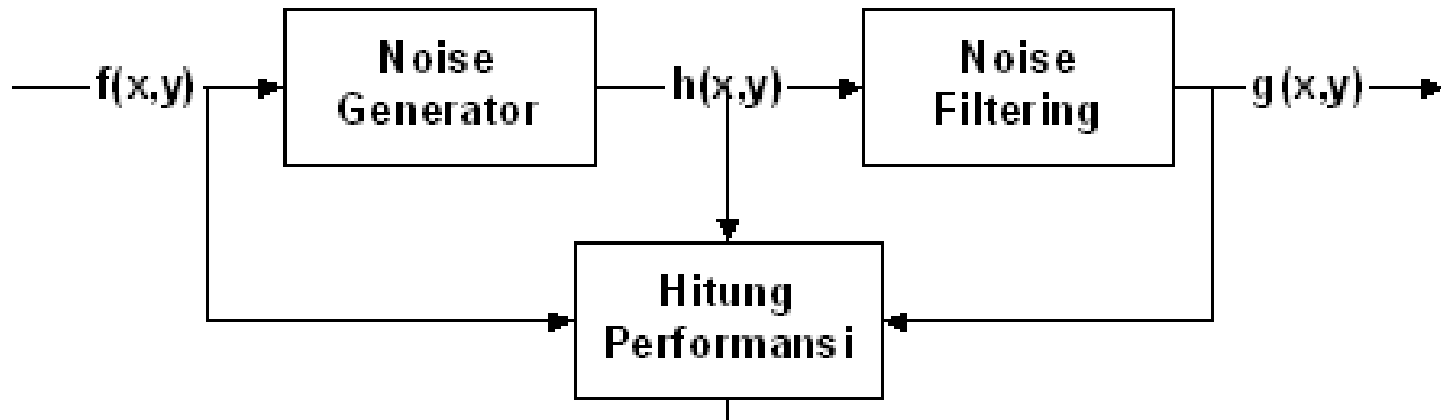 f(x,y)
Noise
Generator
h(x,y)
Noise
Filtering
g(x,y)
Hitung
Performansi